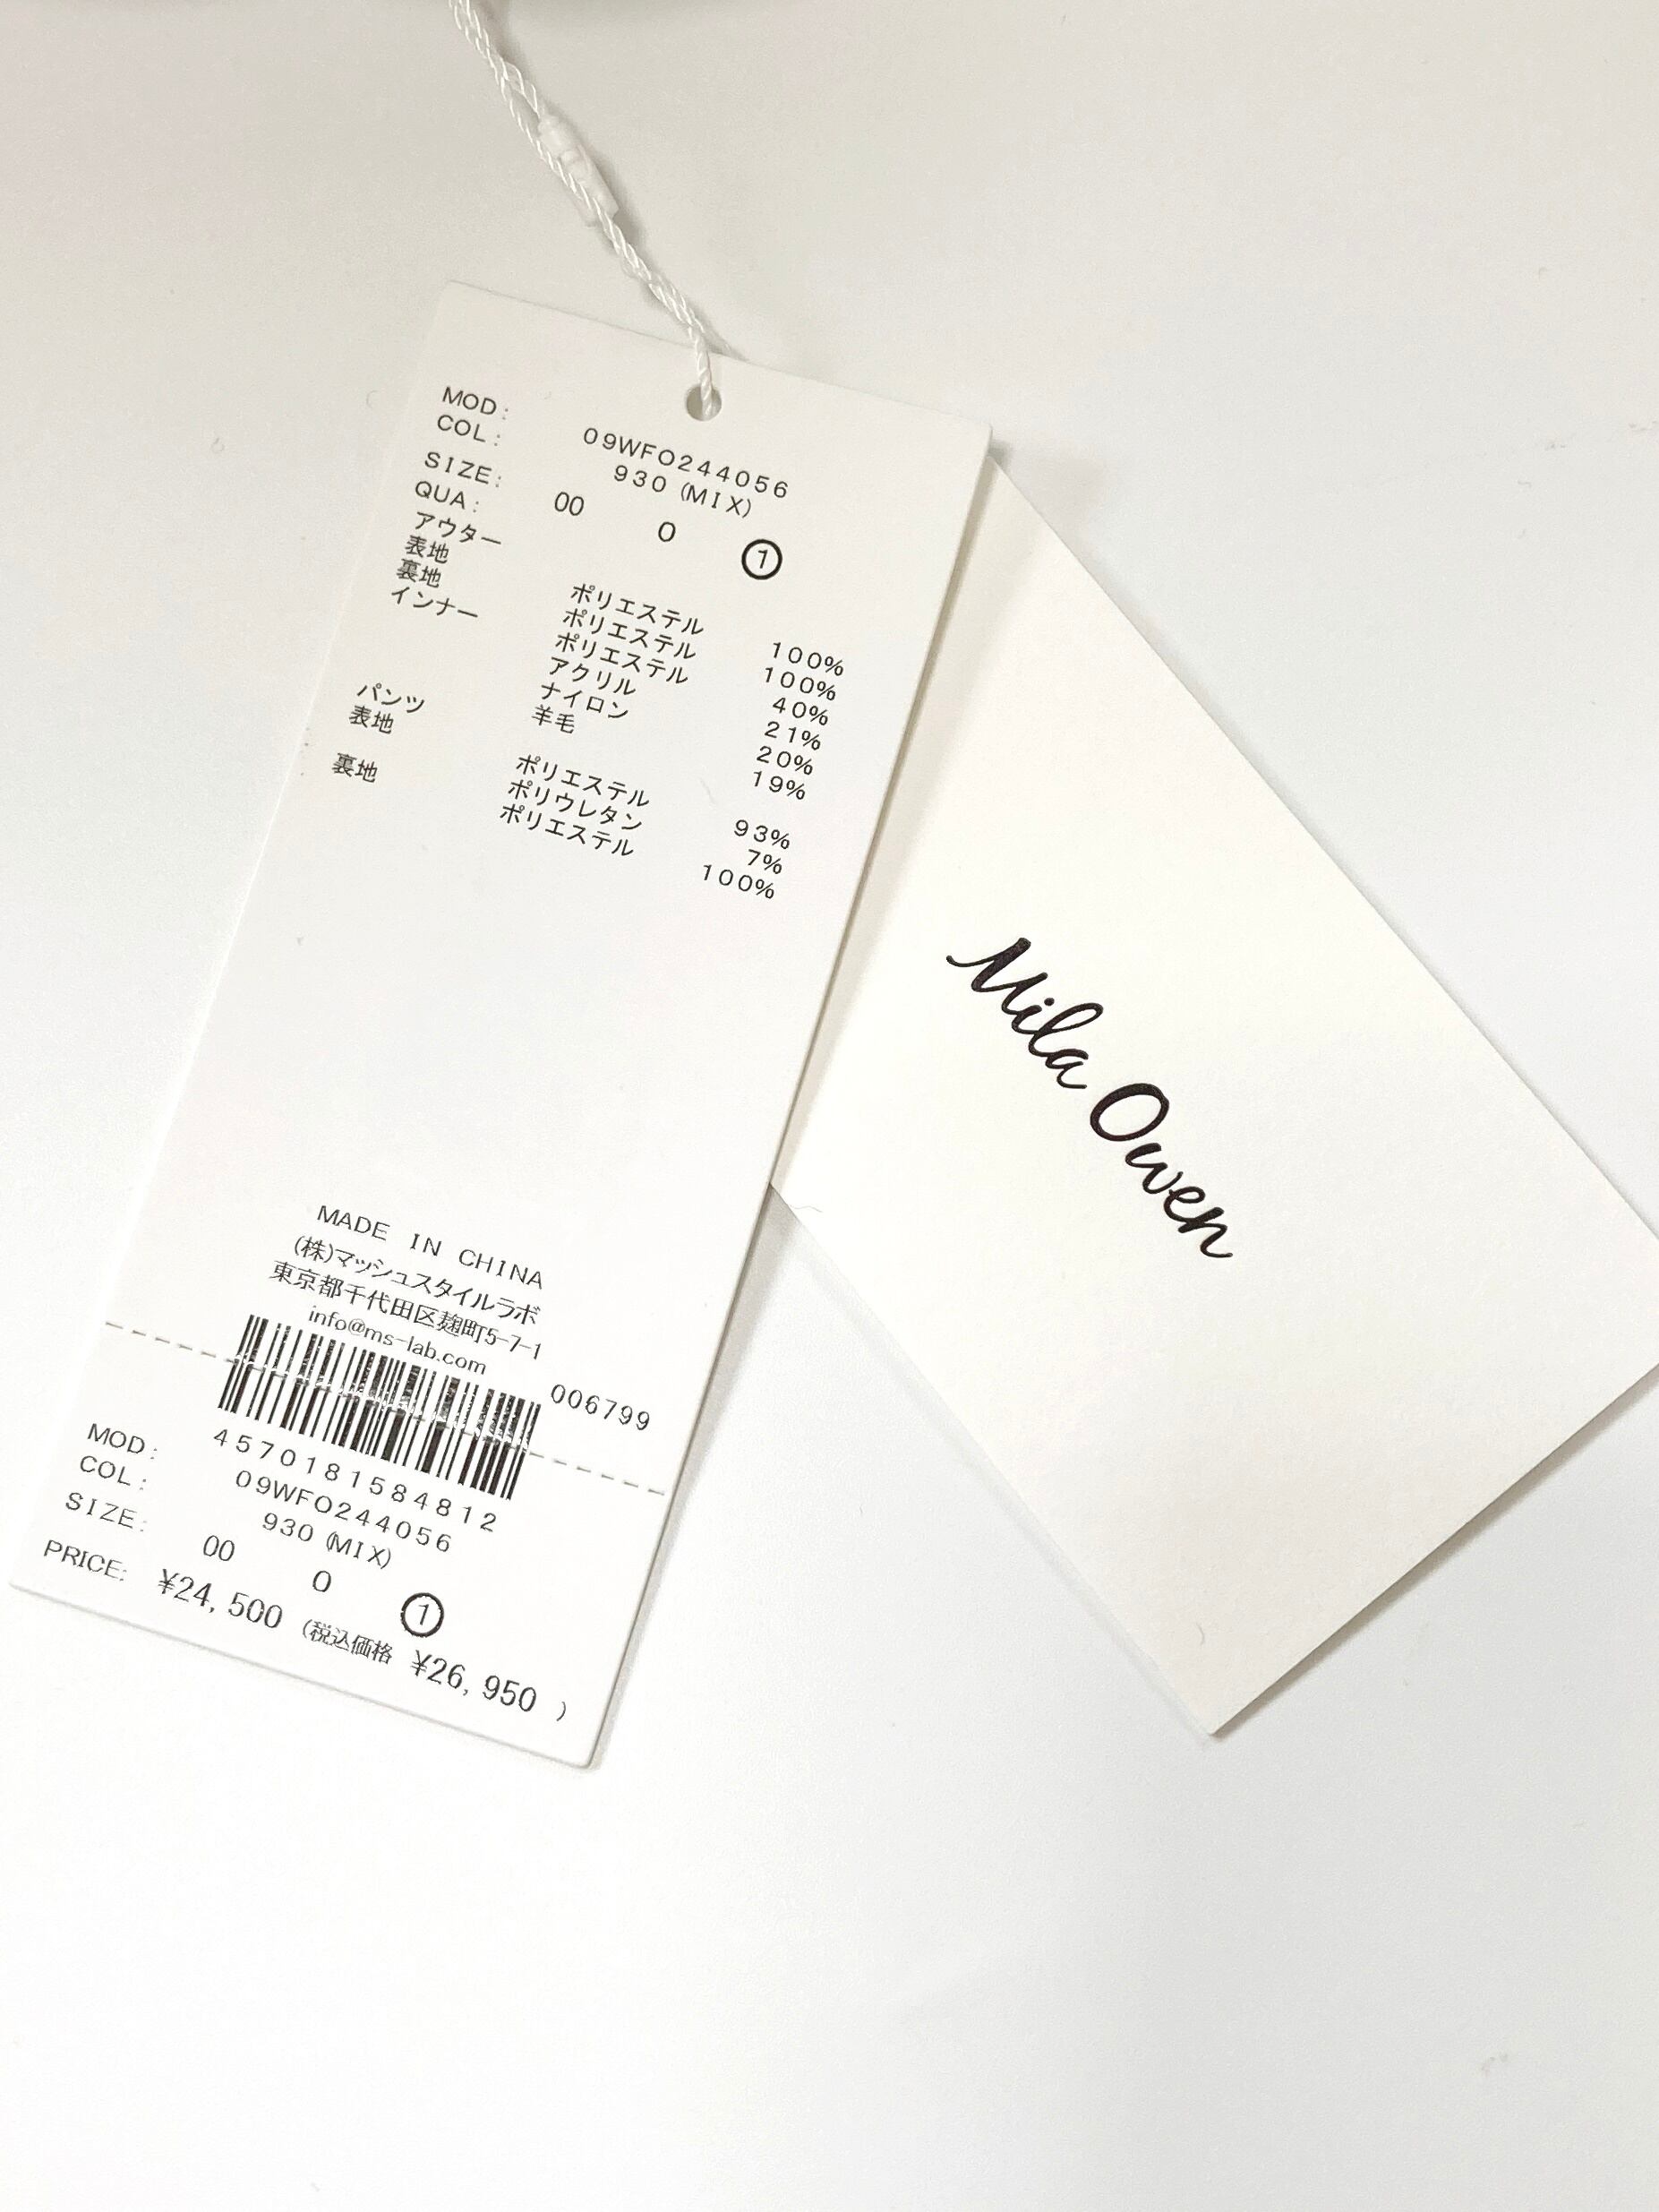 MOD: 09WFO244056
COL: 930 (MIX)
SIZE: 00 0 ①
QUA:
アウター
表地 ポリエステル 100%
裏地 ポリエステル 100%
インナー ポリエステル 40%
アクリル 21%
ナイロン 20%
羊毛 19%
パンツ
表地 ポリエステル 93%
ポリウレタン 7%
裏地 ポリエステル 100%
MADE IN CHINA
(株)マッシュスタイルラボ
東京都千代田区麹町5-7-1
info@ms-lab.com
006799
4570181584812
MOD: 09WFO244056
COL: 930 (MIX)
SIZE: 00 0 ①
PRICE: ¥24,500 (税込価格 ¥26,950 )
Mila Owen